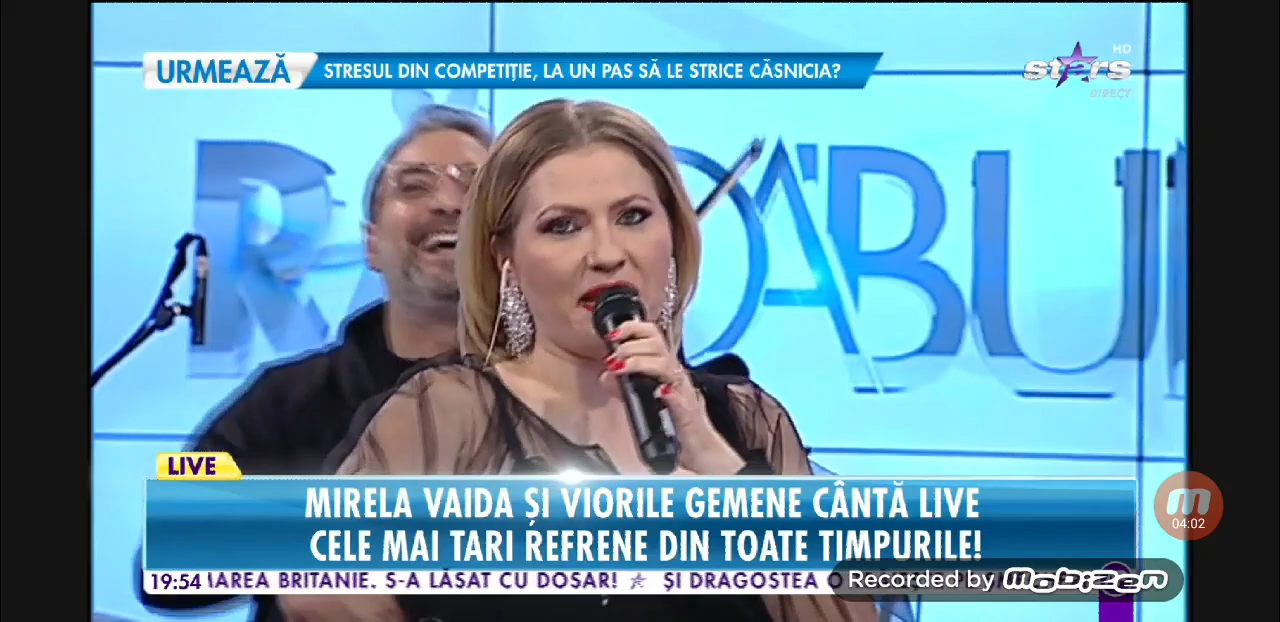 URMEAZĂ
STRESUL DIN COMPETIȚIE, LA UN PAS SĂ LE STRICE CĂSNICIA?
HD
stars
DIRECT
LIVE
MIRELA VAIDA ȘI VIORILE GEMENE CÂNTĂ LIVE
CELE MAI TARI REFRENE DIN TOATE TIMPURILE!
04:02
19:54
MAREA BRITANIE. S-A LĂSAT CU DOSAR!
ȘI DRAGOSTEA
Recorded by mobizen